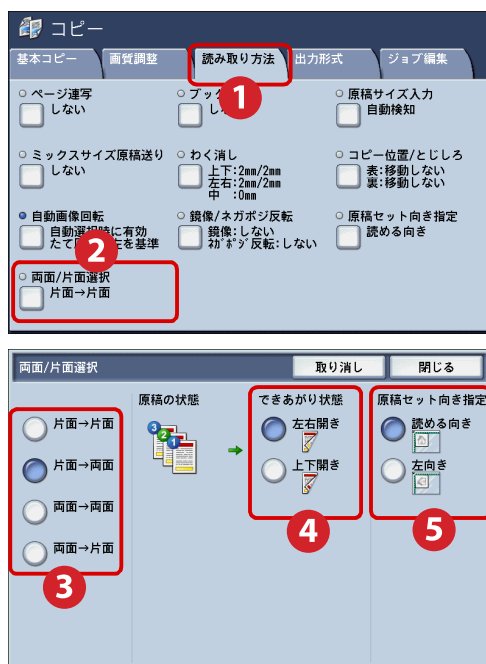 コピー
基本コピー
画質調整
読み取り方法
出力形式
ジョブ編集
1
ページ連写
しない
原稿サイズ入力
自動検知
ミックスサイズ原稿送り
しない
わく消し
上下:2mm/2mm
左右:2mm/2mm
中 :0mm
コピー位置/とじしろ
表:移動しない
裏:移動しない
自動画像回転
自動選択時に有効
を基準
2
鏡像/ネガポジ反転
鏡像:しない
ネガポジ反転:しない
原稿セット向き指定
読める向き
両面/片面選択
片面→片面
両面/片面選択
取り消し
閉じる
片面→片面
片面→両面
両面→両面
両面→片面
3
原稿の状態
3
2
1
できあがり状態
左右開き
上下開き
4
原稿セット向き指定
読める向き
左向き
5